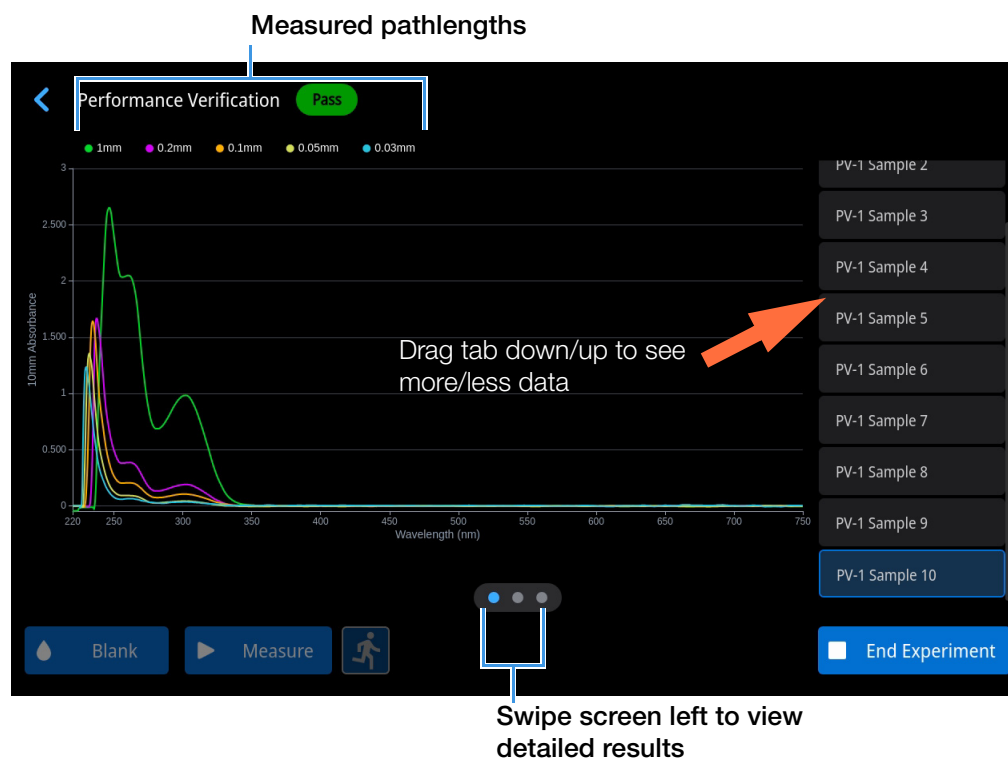 Measured pathlengths
Performance Verification Pass
1mm 0.2mm 0.1mm 0.05mm 0.03mm
3
2.500
2
1.500
1
0.500
0
10mm Absorbance
220 250 300 350 400 450 500 550 600 650 700 750
Wavelength (nm)
PV-1 Sample 2
PV-1 Sample 3
PV-1 Sample 4
PV-1 Sample 5
PV-1 Sample 6
PV-1 Sample 7
PV-1 Sample 8
PV-1 Sample 9
PV-1 Sample 10
Drag tab down/up to see
more/less data
Blank Measure End Experiment
Swipe screen left to view
detailed results